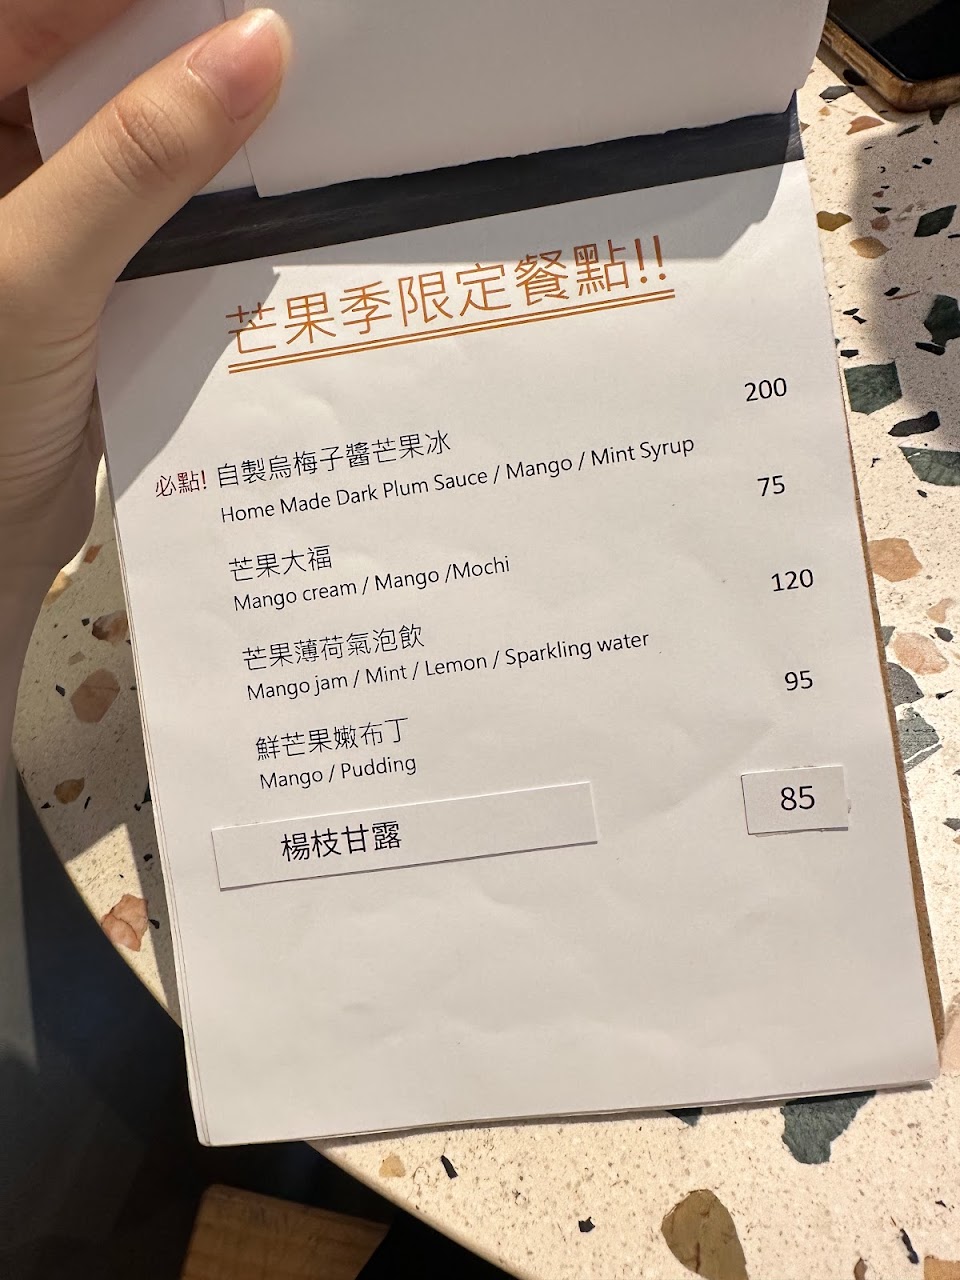 芒果季限定餐點!!
200
必點! 自製烏梅子醬芒果冰
Home Made Dark Plum Sauce / Mango / Mint Syrup
75
芒果大福
Mango cream / Mango /Mochi
120
芒果薄荷氣泡飲
Mango jam / Mint / Lemon / Sparkling water
95
鮮芒果嫩布丁
Mango / Pudding
楊枝甘露 85